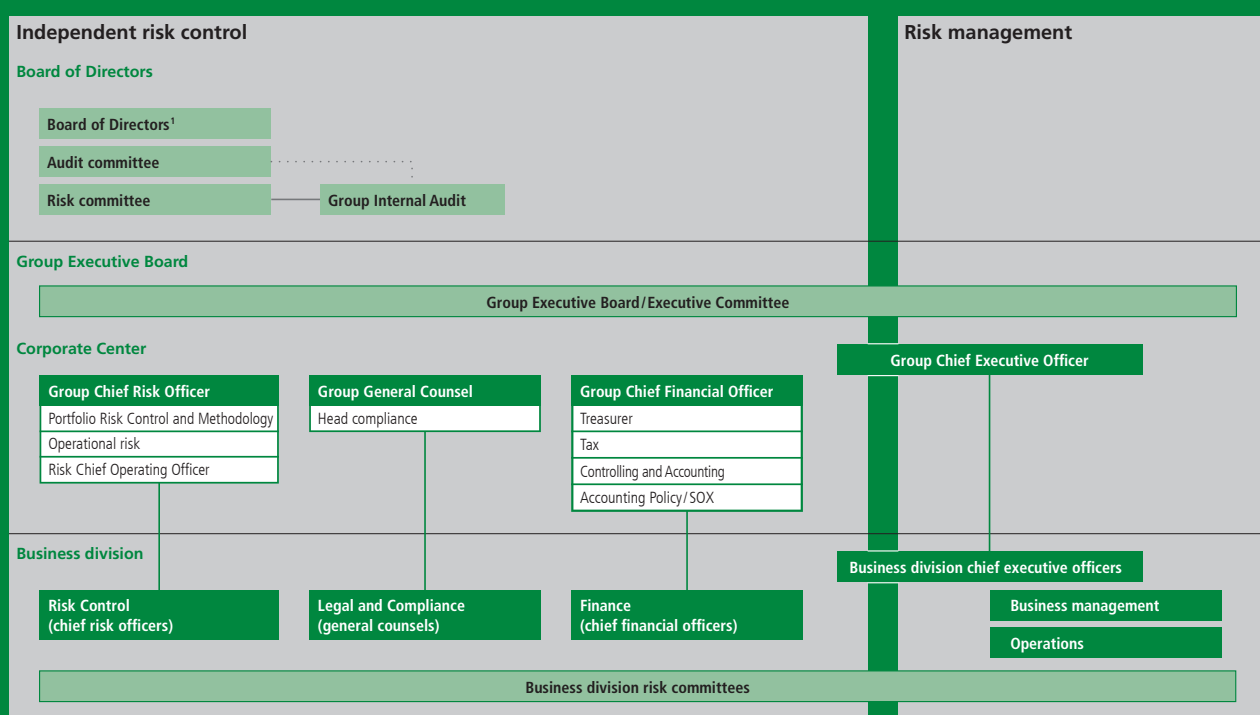 Independent risk control
Risk management
Board of Directors
Board of Directors¹
Audit committee
Risk committee
Group Internal Audit
Group Executive Board
Group Executive Board/Executive Committee
Corporate Center
Group Chief Executive Officer
Group Chief Risk Officer
Portfolio Risk Control and Methodology
Operational risk
Risk Chief Operating Officer
Group General Counsel
Head compliance
Group Chief Financial Officer
Treasurer
Tax
Controlling and Accounting
Accounting Policy/SOX
Business division
Business division chief executive officers
Risk Control
(chief risk officers)
Legal and Compliance
(general counsels)
Finance
(chief financial officers)
Business management
Operations
Business division risk committees